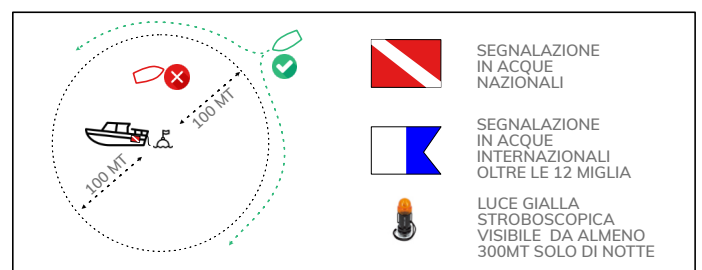 100 MT
100 MT
SEGNALAZIONE
IN ACQUE
NAZIONALI
SEGNALAZIONE
IN ACQUE
INTERNAZIONALI
OLTRE LE 12 MIGLIA
LUCE GIALLA
STROBOSCOPICA
VISIBILE DA ALMENO
300MT SOLO DI NOTTE